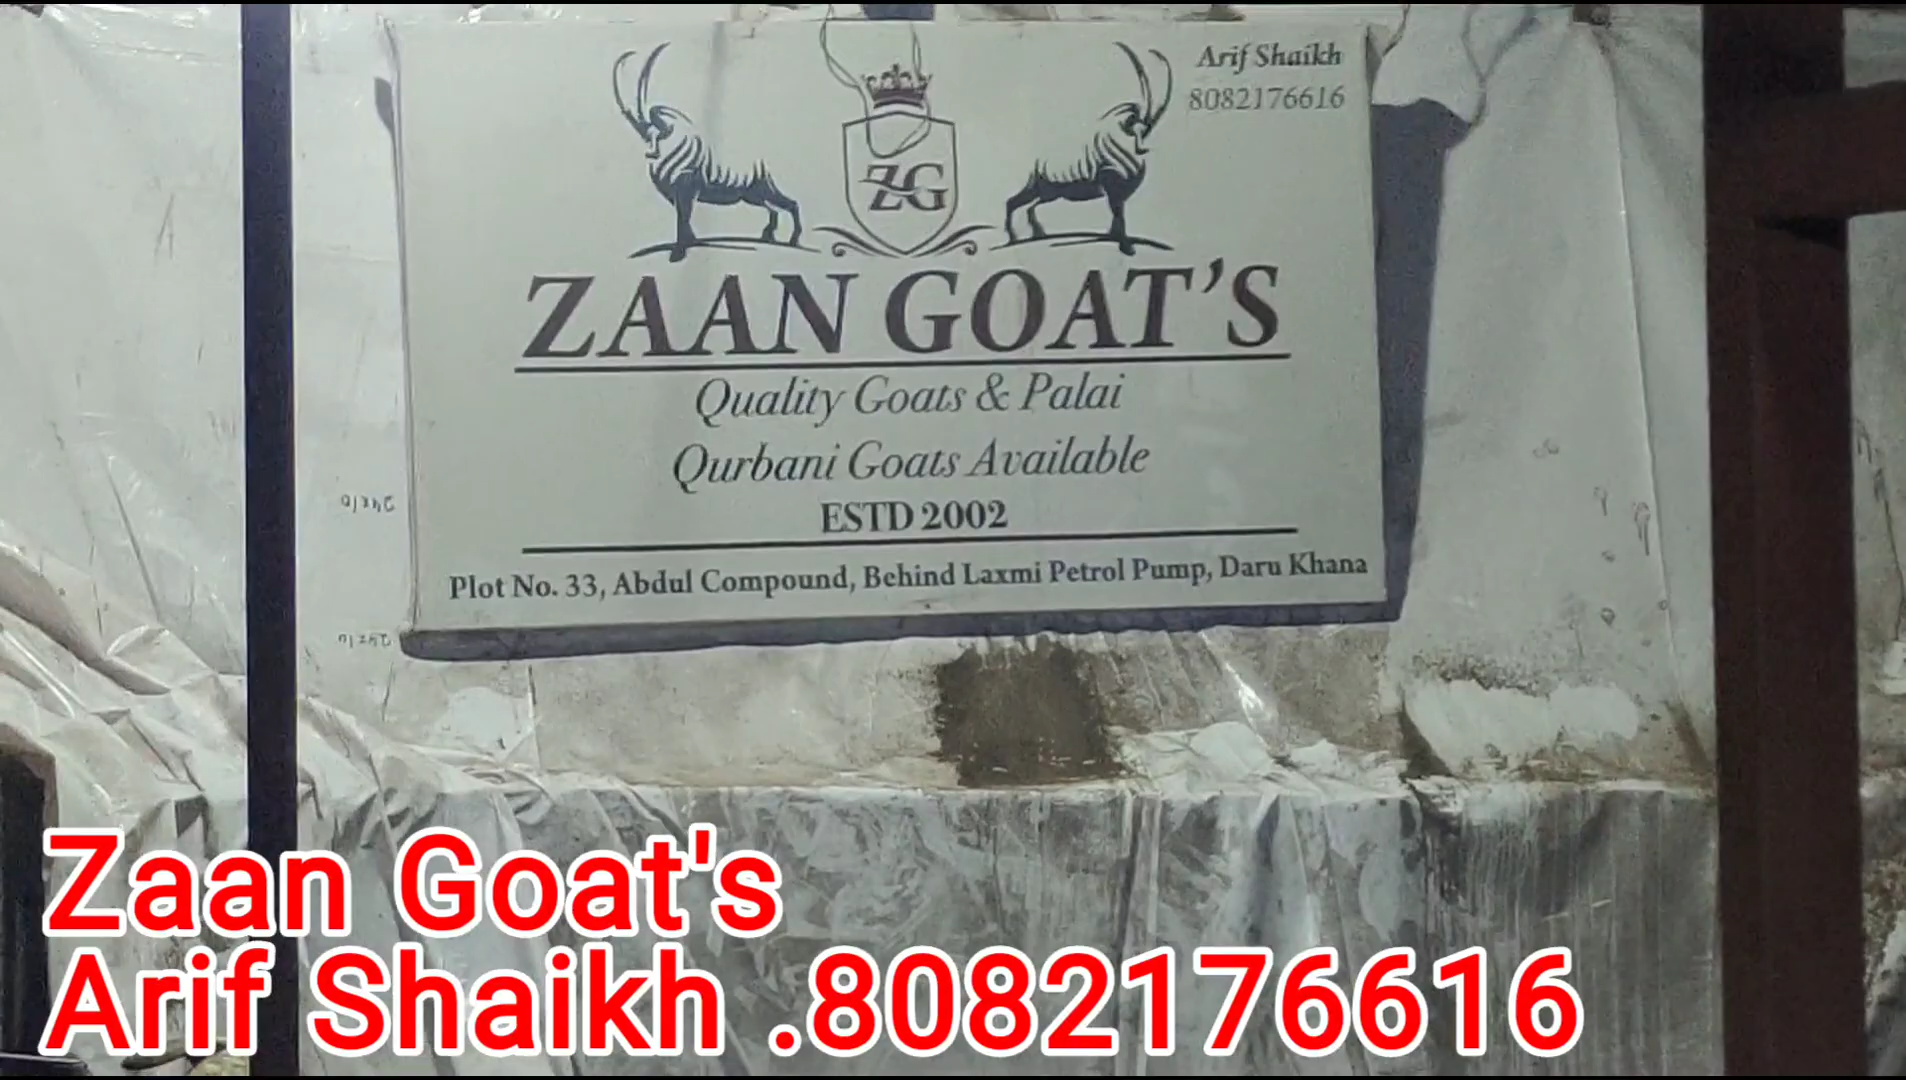 Arif Shaikh
8082176616
ZG
ZAAN GOAT'S
Quality Goats & Palai
Qurbani Goats Available
ESTD 2002
Plot No. 33, Abdul Compound, Behind Laxmi Petrol Pump, Daru Khana
Zaan Goat's
Arif Shaikh .8082176616